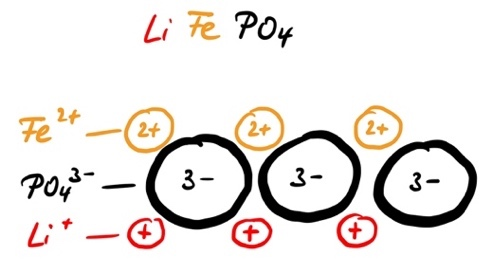 Li Fe PO₄
Fe²⁺ — 2+ 2+ 2+
PO₄³⁻ — 3- 3- 3-
Li⁺ — + + +